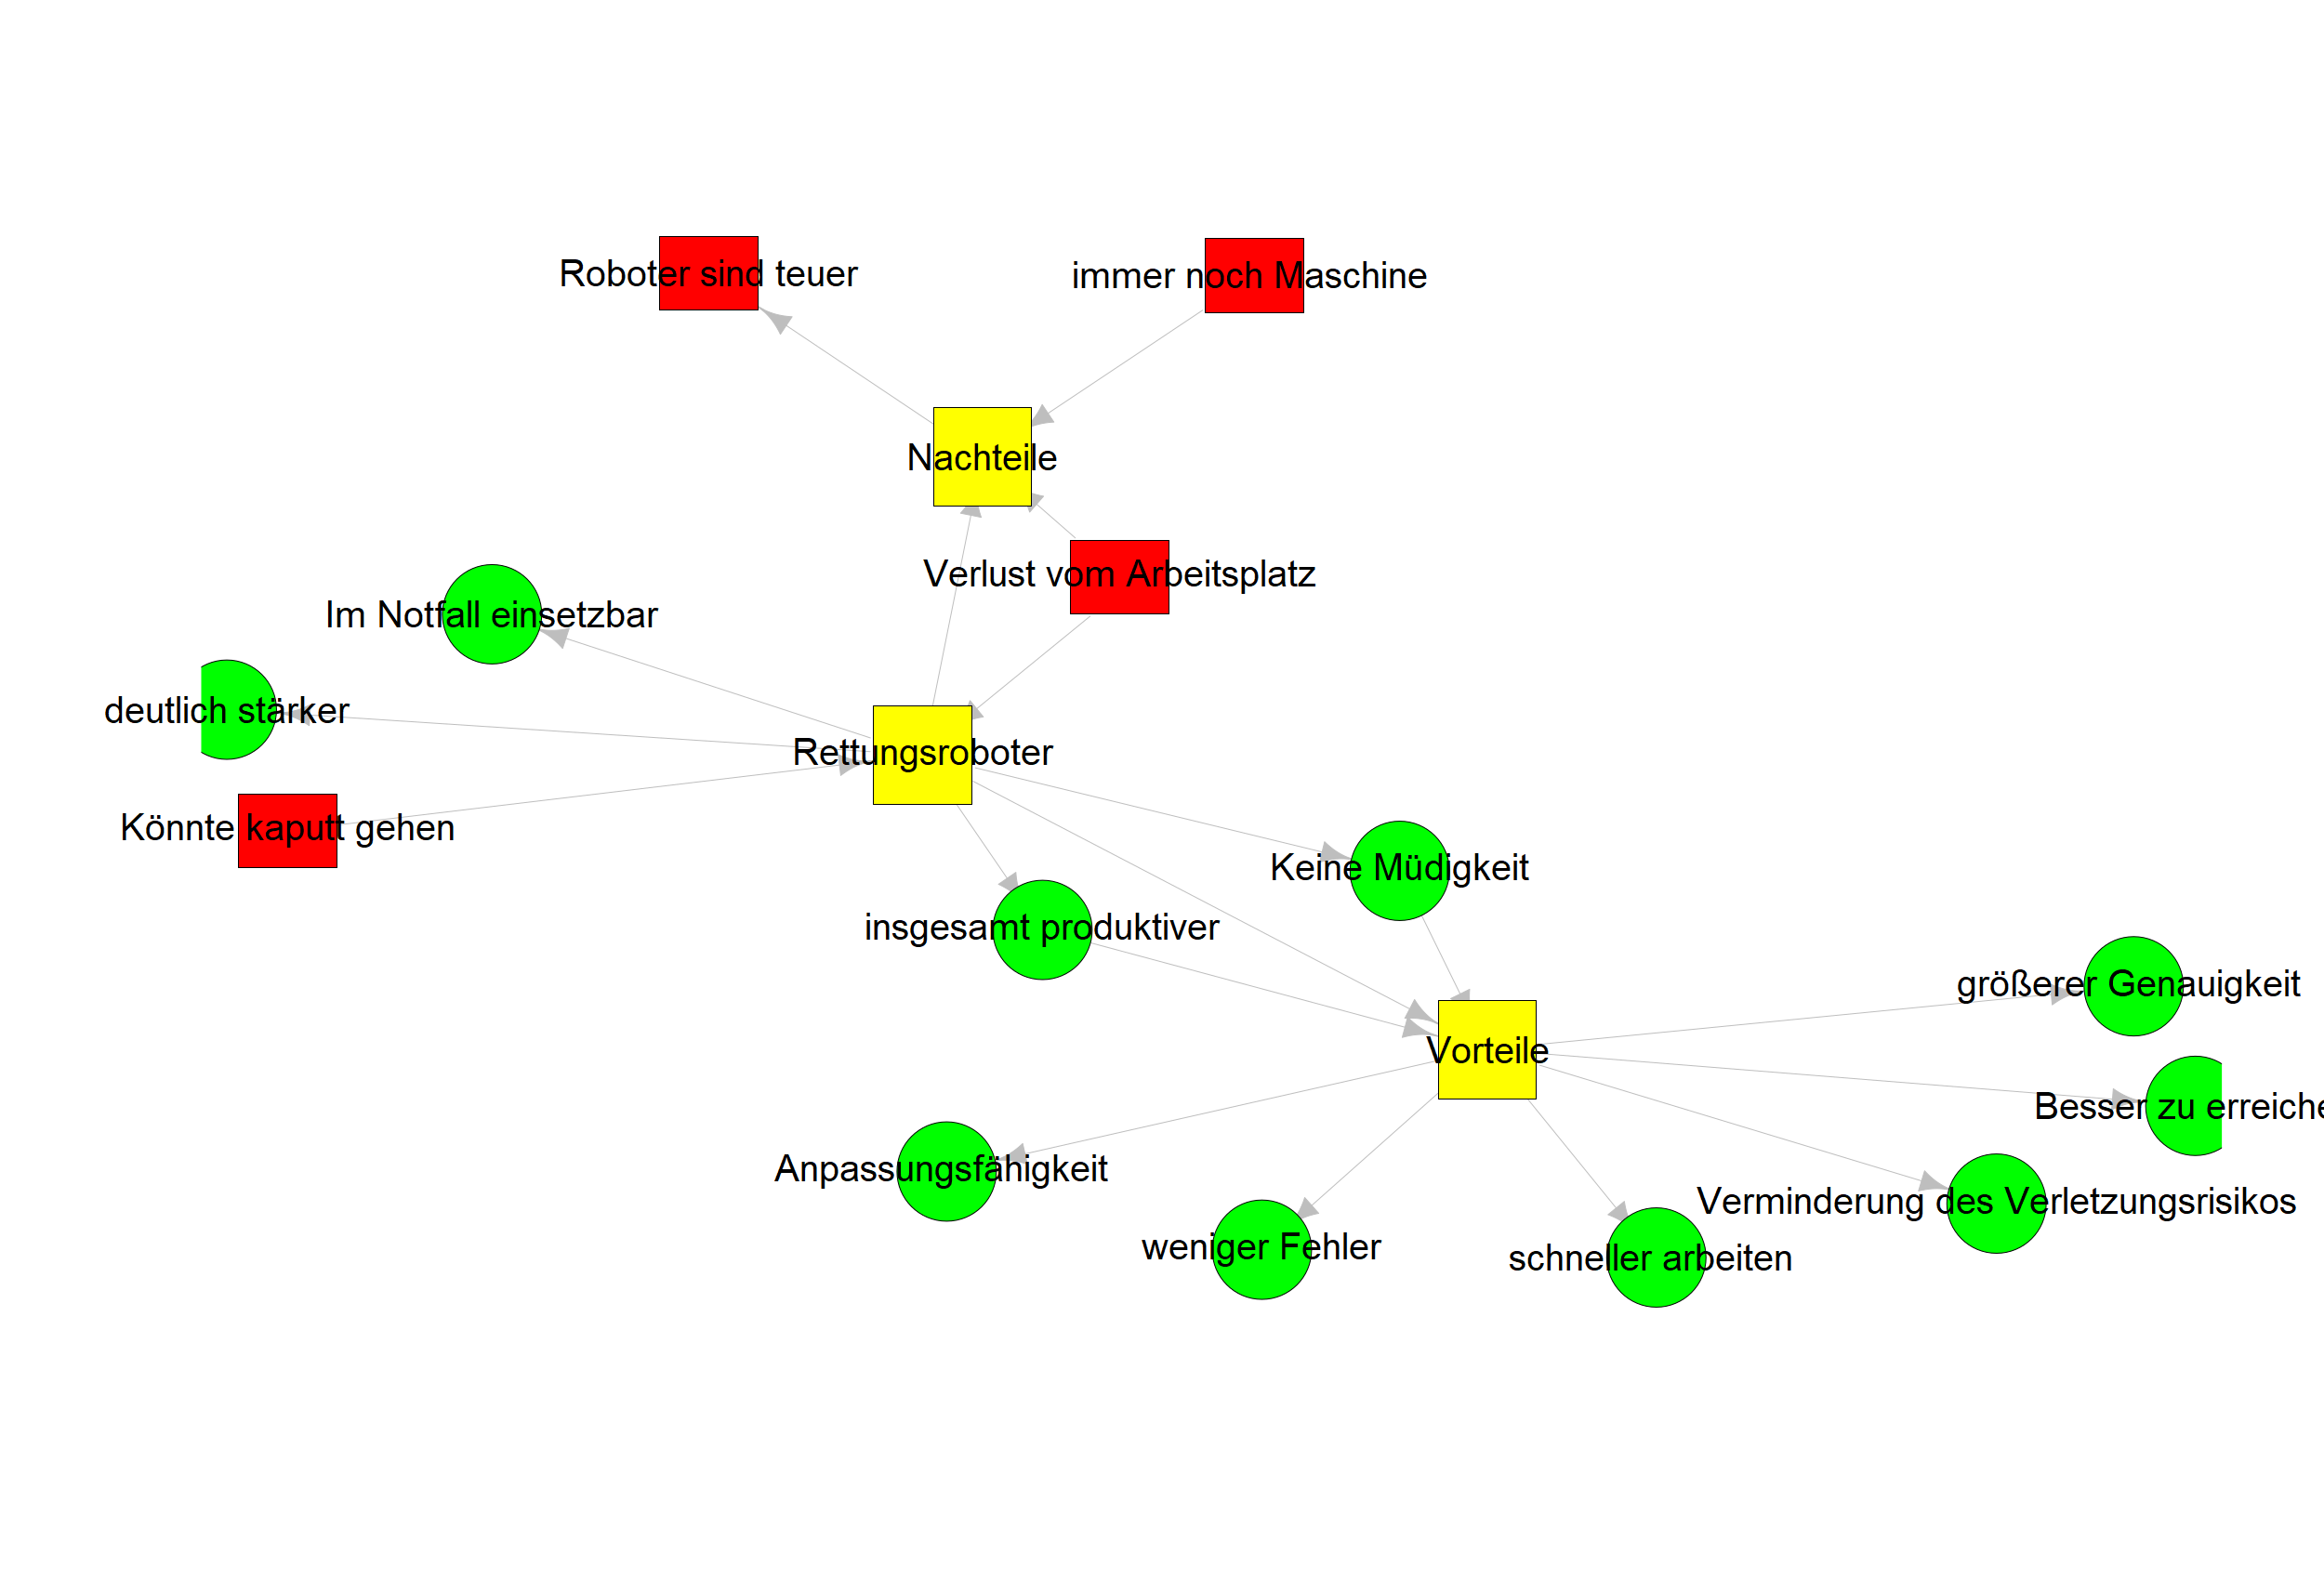 Roboter sind teuer
immer noch Maschine
Nachteile
Verlust vom Arbeitsplatz
Im Notfall einsetzbar
deutlich stärker
Rettungsroboter
Könnte kaputt gehen
Keine Müdigkeit
insgesamt produktiver
größerer Genauigkeit
Vorteile
Besser zu erreiche
Anpassungsfähigkeit
Verminderung des Verletzungsrisikos
weniger Fehler
schneller arbeiten